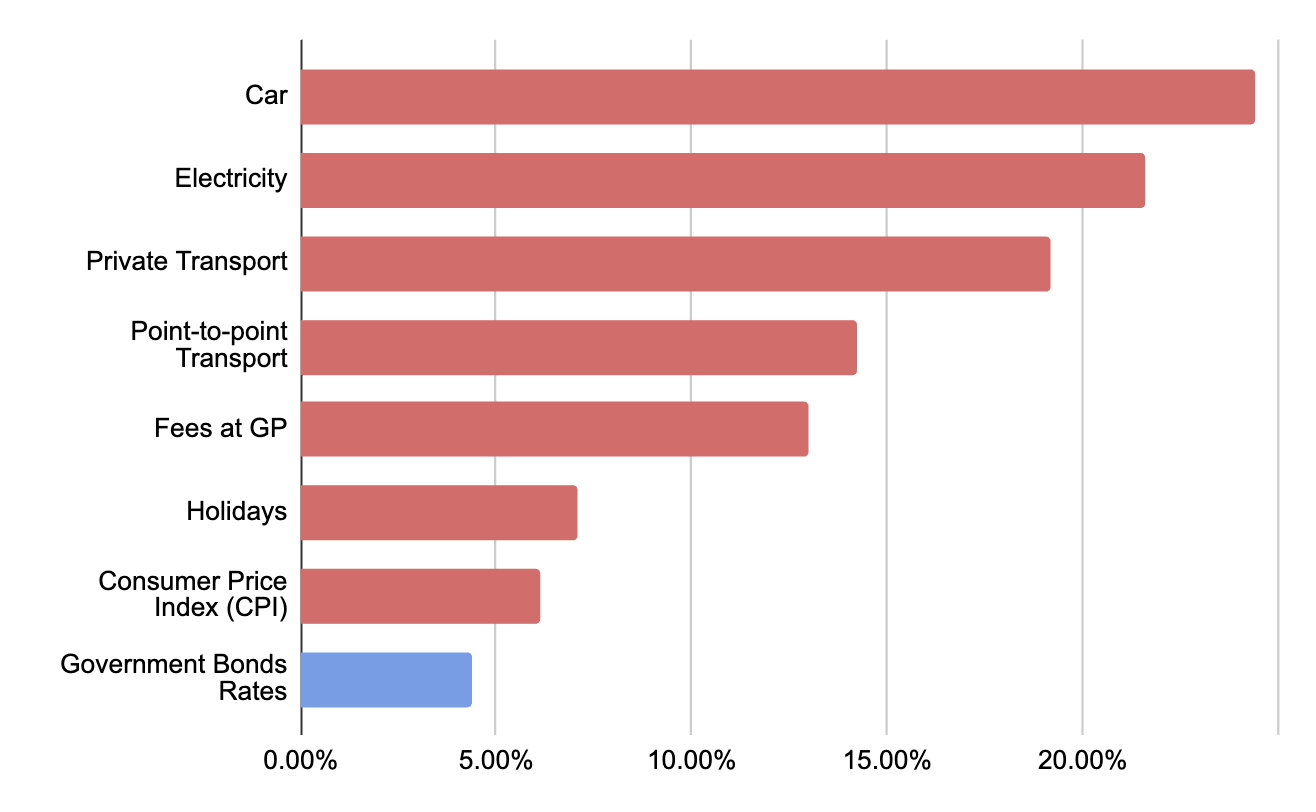 Car
Electricity
Private Transport
Point-to-point
Transport
Fees at GP
Holidays
Consumer Price
Index (CPI)
Government Bonds
Rates
0.00% 5.00% 10.00% 15.00% 20.00%